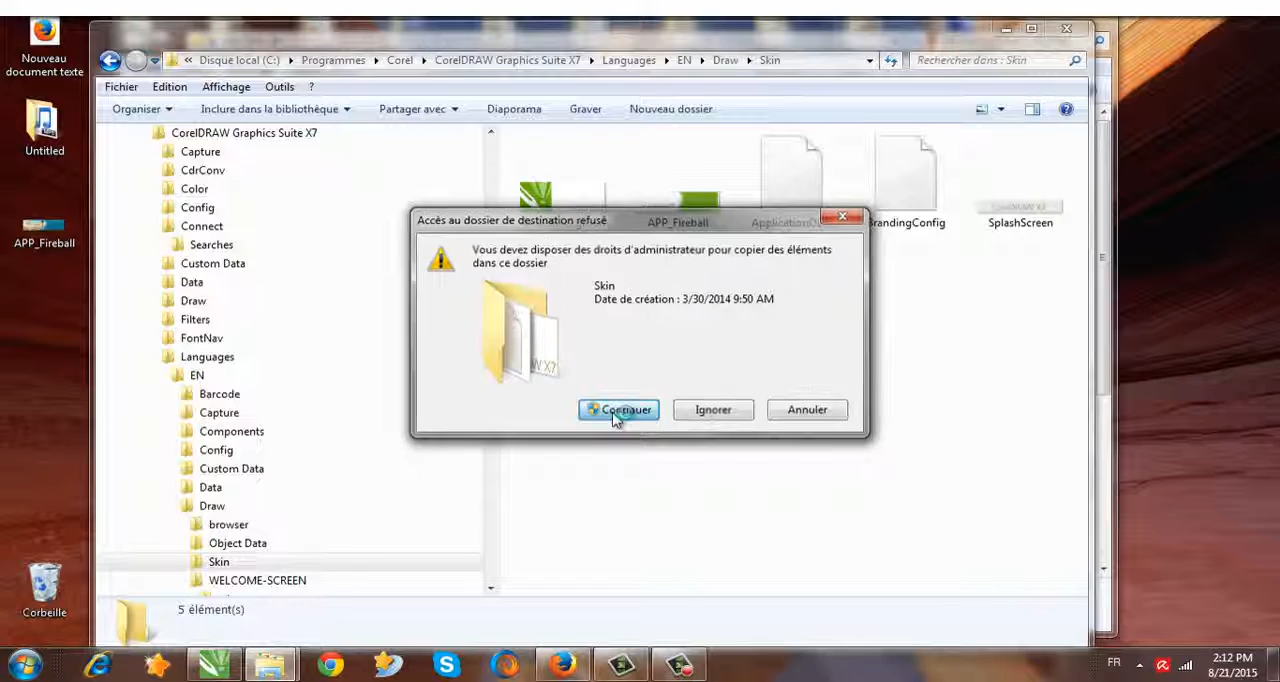 Nouveau
document texte
Untitled
APP_Fireball
Corbeille
« Disque local (C:) Programmes Corel CorelDRAW Graphics Suite X7 Languages EN Draw Skin
Rechercher dans : Skin
Fichier Edition Affichage Outils ?
Organiser Inclure dans la bibliothèque Partager avec Diaporama Graver Nouveau dossier
CorelDRAW Graphics Suite X7
Capture
CdrConv
Color
Config
Connect
Searches
Custom Data
Data
Draw
Filters
FontNav
Languages
EN
Barcode
Capture
Components
Config
Custom Data
Data
Draw
browser
Object Data
Skin
WELCOME-SCREEN
APP_Fireball
BrandingConfig
SplashScreen
Accès au dossier de destination refusé
Vous devez disposer des droits d'administrateur pour copier des éléments
dans ce dossier
Skin
Date de création : 3/30/2014 9:50 AM
W X7
Continuer Ignorer Annuler
5 élément(s)
FR
2:12 PM
8/21/2015